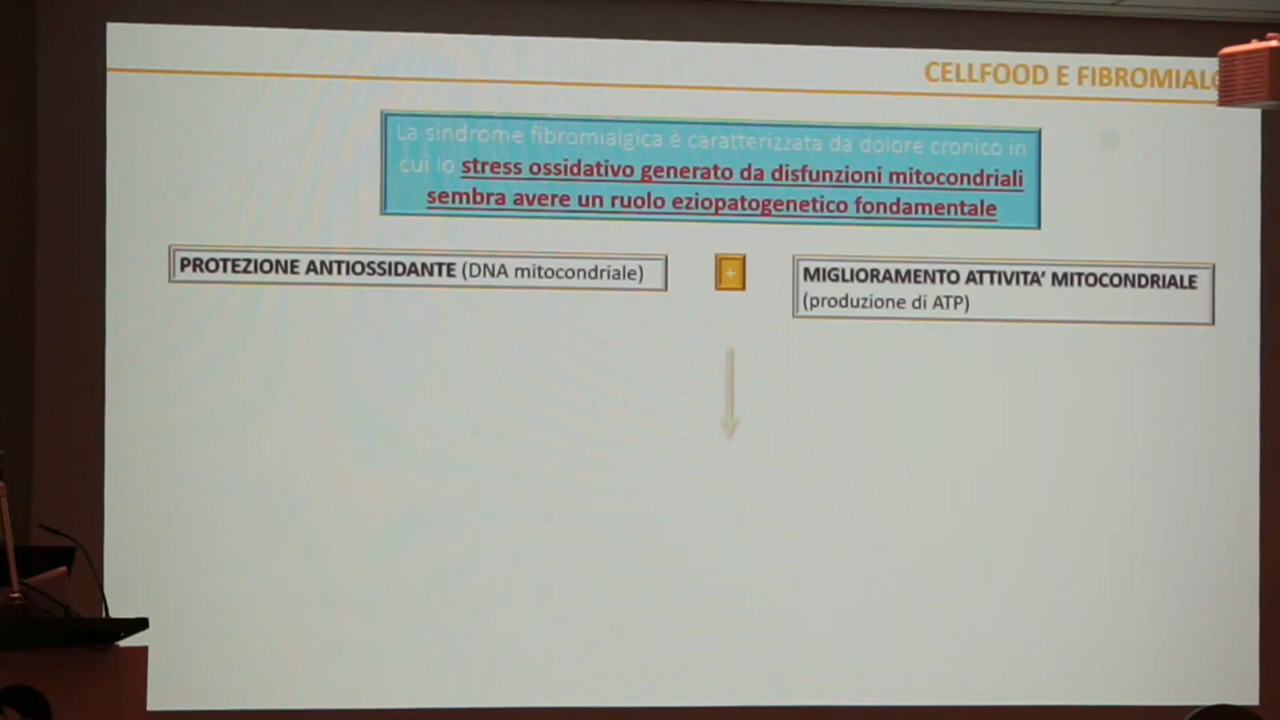 CELLFOOD E FIBROMIAL
La sindrome fibromialgica è caratterizzata da dolore cronico in
cui lo stress ossidativo generato da disfunzioni mitocondriali
sembra avere un ruolo eziopatogenetico fondamentale
PROTEZIONE ANTIOSSIDANTE (DNA mitocondriale)
+
MIGLIORAMENTO ATTIVITA' MITOCONDRIALE
(produzione di ATP)